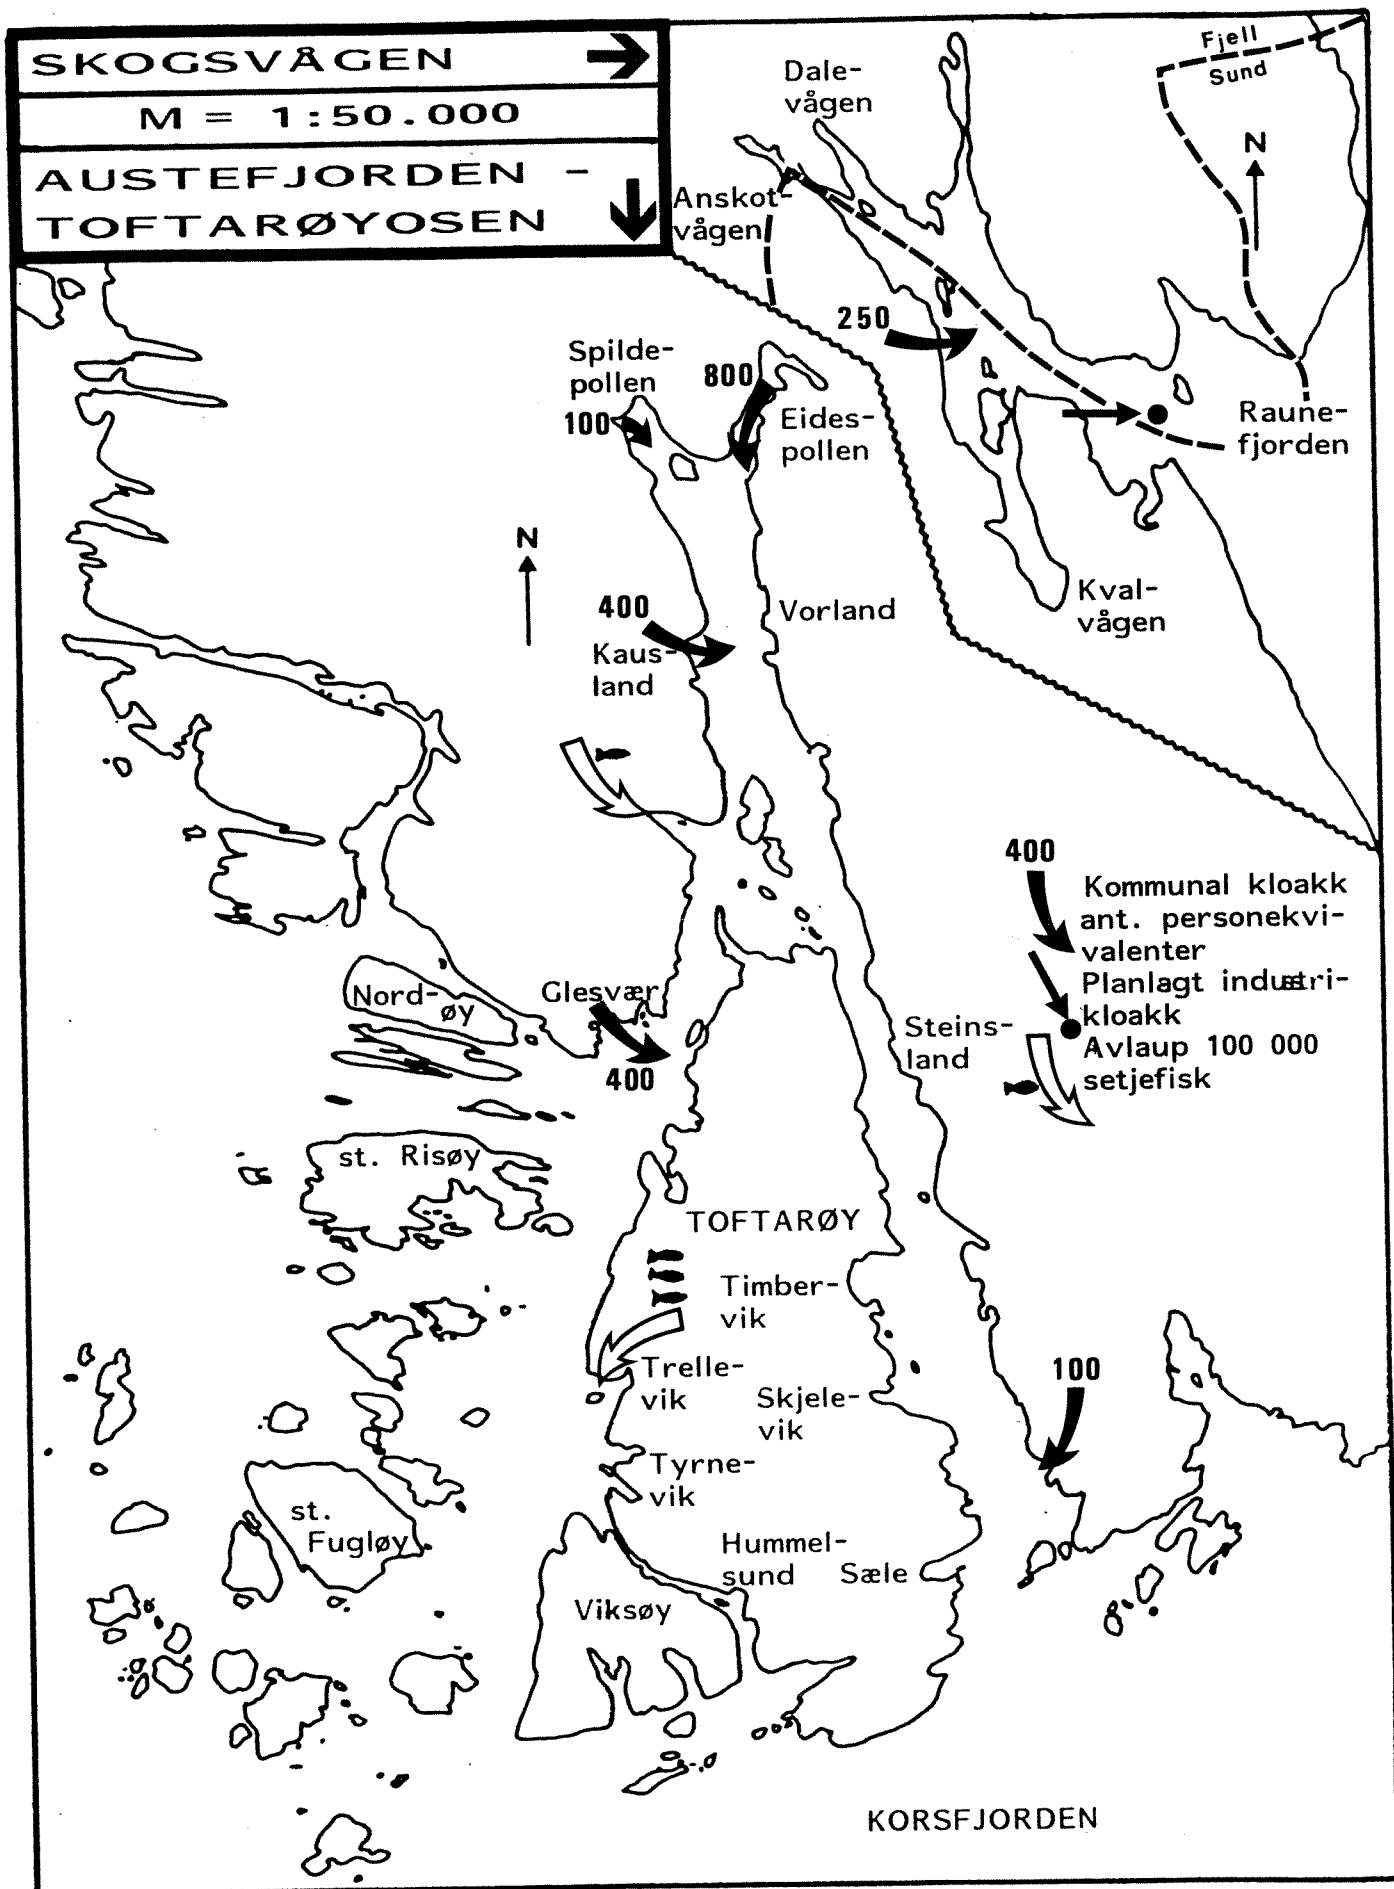 SKOGSVÅGEN
M = 1:50.000
AUSTEFJORDEN -
TOFTARØYOSEN
Fjell
Sund
Dale-
vågen
N
Anskot-
vågen
250
Raune-
fjorden
Kval-
vågen
Spilde-
pollen
100
800
Eides-
pollen
N
Vorland
400
Kaus-
land
400
Kommunal kloakk
ant. personekvi-
valenter
Planlagt industri-
kloakk
Avlaup 100 000
setjefisk
Nord-
øy
Glesvær
400
Steins-
land
st. Risøy
TOFTARØY
Timber-
vik
Trelle-
vik
Skjele-
vik
100
Tyrne-
vik
st.
Fugløy
Hummel-
sund
Sæle
Viksøy
KORSFJORDEN